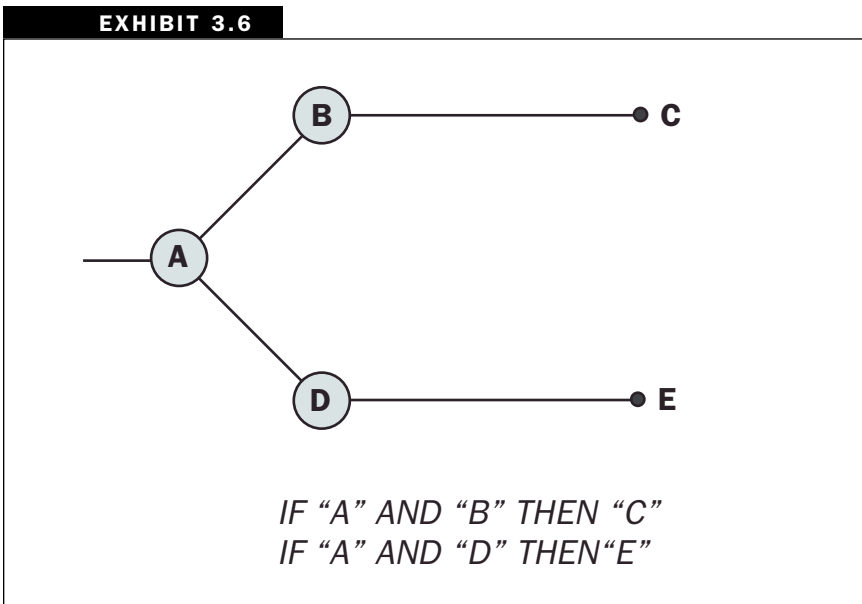 EXHIBIT 3.6
B
C
A
D
E
IF “A” AND “B” THEN “C”
IF “A” AND “D” THEN“E”